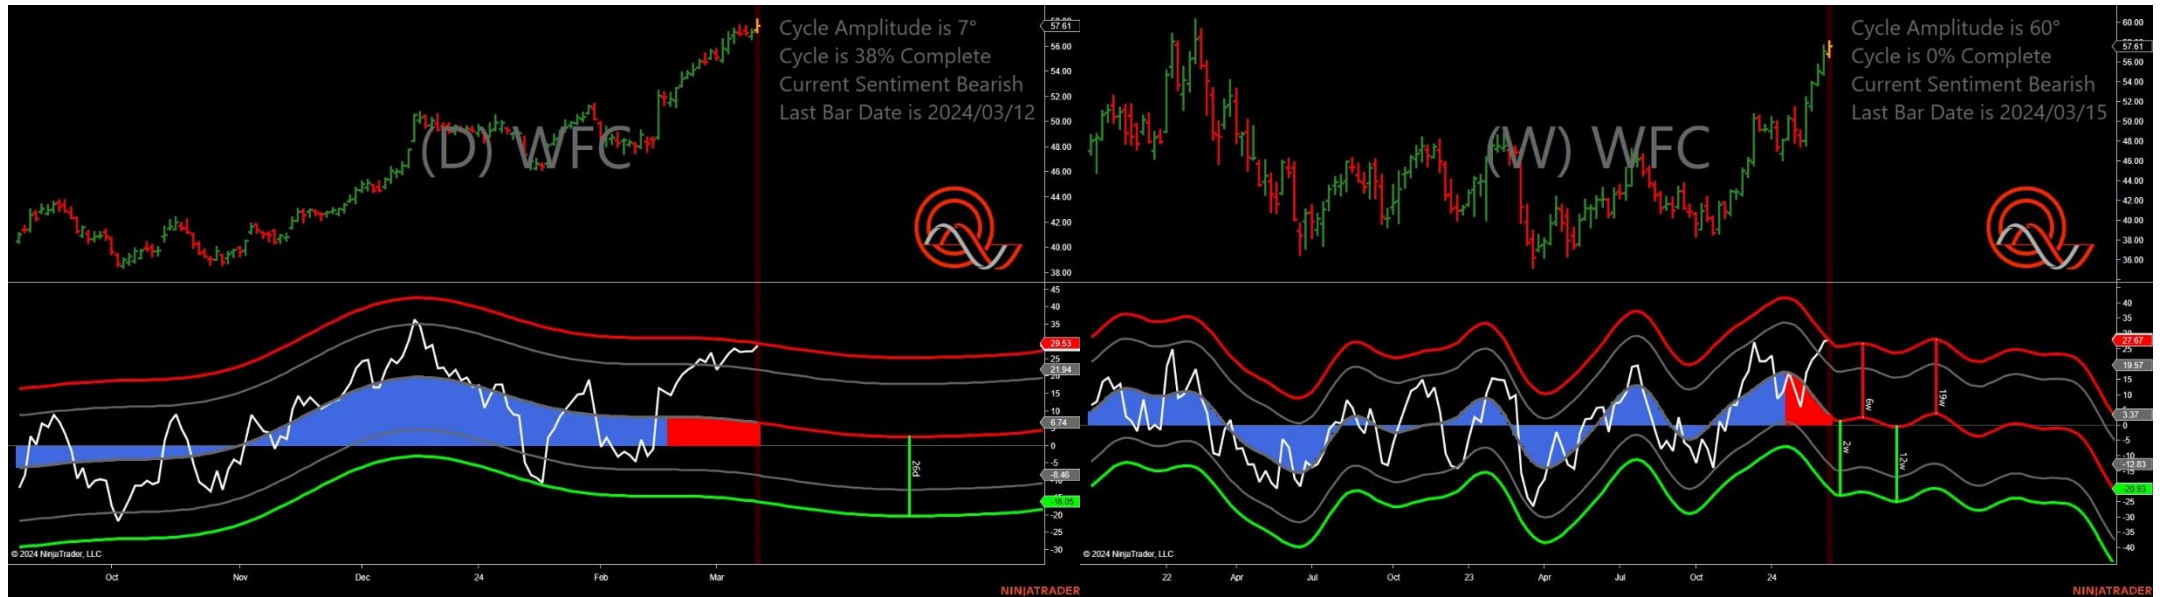 Cycle Amplitude is 7°
Cycle is 38% Complete
Current Sentiment Bearish
Last Bar Date is 2024/03/12
(D) WFC
57.61
56.00
54.00
52.00
50.00
48.00
46.00
44.00
42.00
40.00
38.00
45
40
35
29.53
25
21.94
15
10
6.74
0
-5
-8.46
-16.05
-20
-25
-30
26d
© 2024 NinjaTrader, LLC
Oct
Nov
Dec
24
Feb
Mar
NINJATRADER
Cycle Amplitude is 60°
Cycle is 0% Complete
Current Sentiment Bearish
Last Bar Date is 2024/03/15
(W) WFC
60.00
57.61
56.00
54.00
52.00
50.00
48.00
46.00
44.00
42.00
40.00
38.00
36.00
40
35
27.67
25
19.57
15
10
3.37
0
-5
-12.83
-20.93
-25
-30
-35
-40
6w
19w
2w
12w
© 2024 NinjaTrader, LLC
22
Apr
Jul
Oct
23
Apr
Jul
Oct
24
NINJATRADER